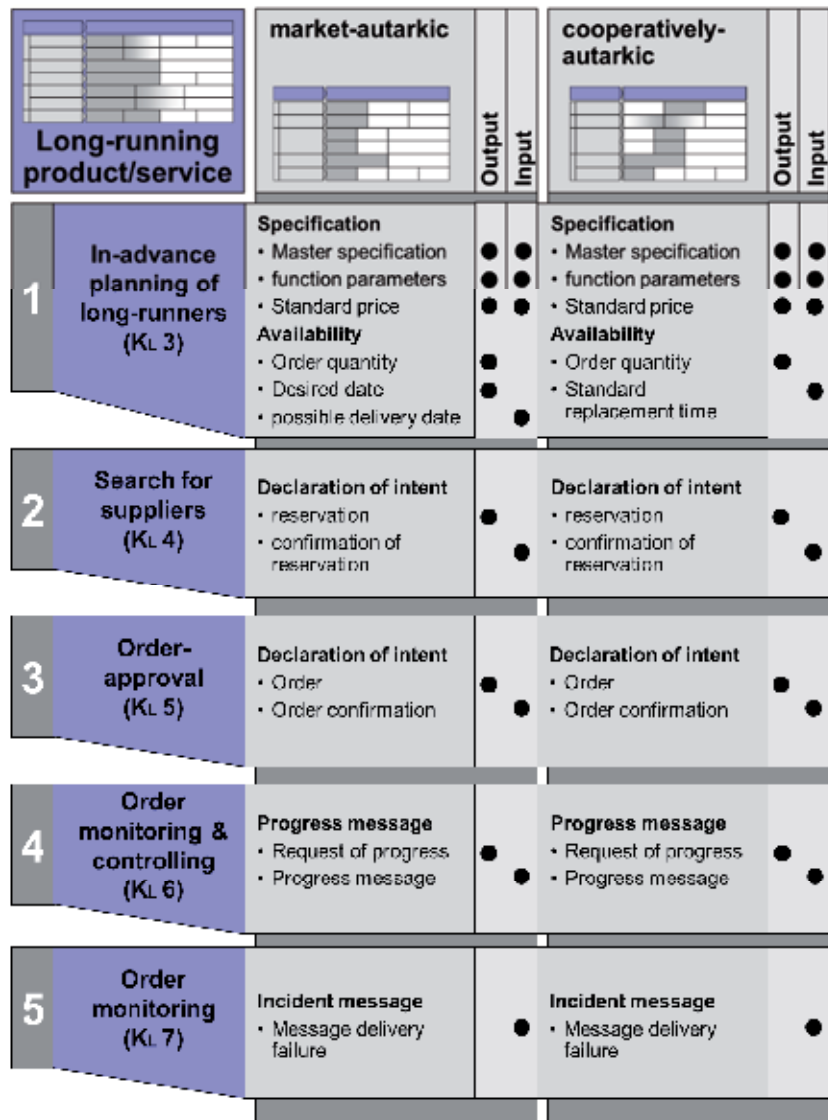 Long-running
product/service
market-autarkic
Output
Input
cooperatively-
autarkic
Output
Input
1
In-advance
planning of
long-runners
(KL 3)
Specification
• Master specification
• function parameters
• Standard price
Availability
• Order quantity
• Desired date
• possible delivery date
Specification
• Master specification
• function parameters
• Standard price
Availability
• Order quantity
• Standard
replacement time
2
Search for
suppliers
(KL 4)
Declaration of intent
• reservation
• confirmation of
reservation
Declaration of intent
• reservation
• confirmation of
reservation
3
Order-
approval
(KL 5)
Declaration of intent
• Order
• Order confirmation
Declaration of intent
• Order
• Order confirmation
4
Order
monitoring &
controlling
(KL 6)
Progress message
• Request of progress
• Progress message
Progress message
• Request of progress
• Progress message
5
Order
monitoring
(KL 7)
Incident message
• Message delivery
failure
Incident message
• Message delivery
failure